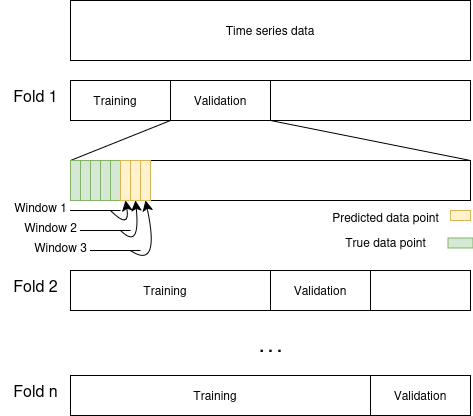 Time series data
Fold 1
Training
Validation
Window 1
Window 2
Window 3
Predicted data point
True data point
Fold 2
Training
Validation
...
Fold n
Training
Validation